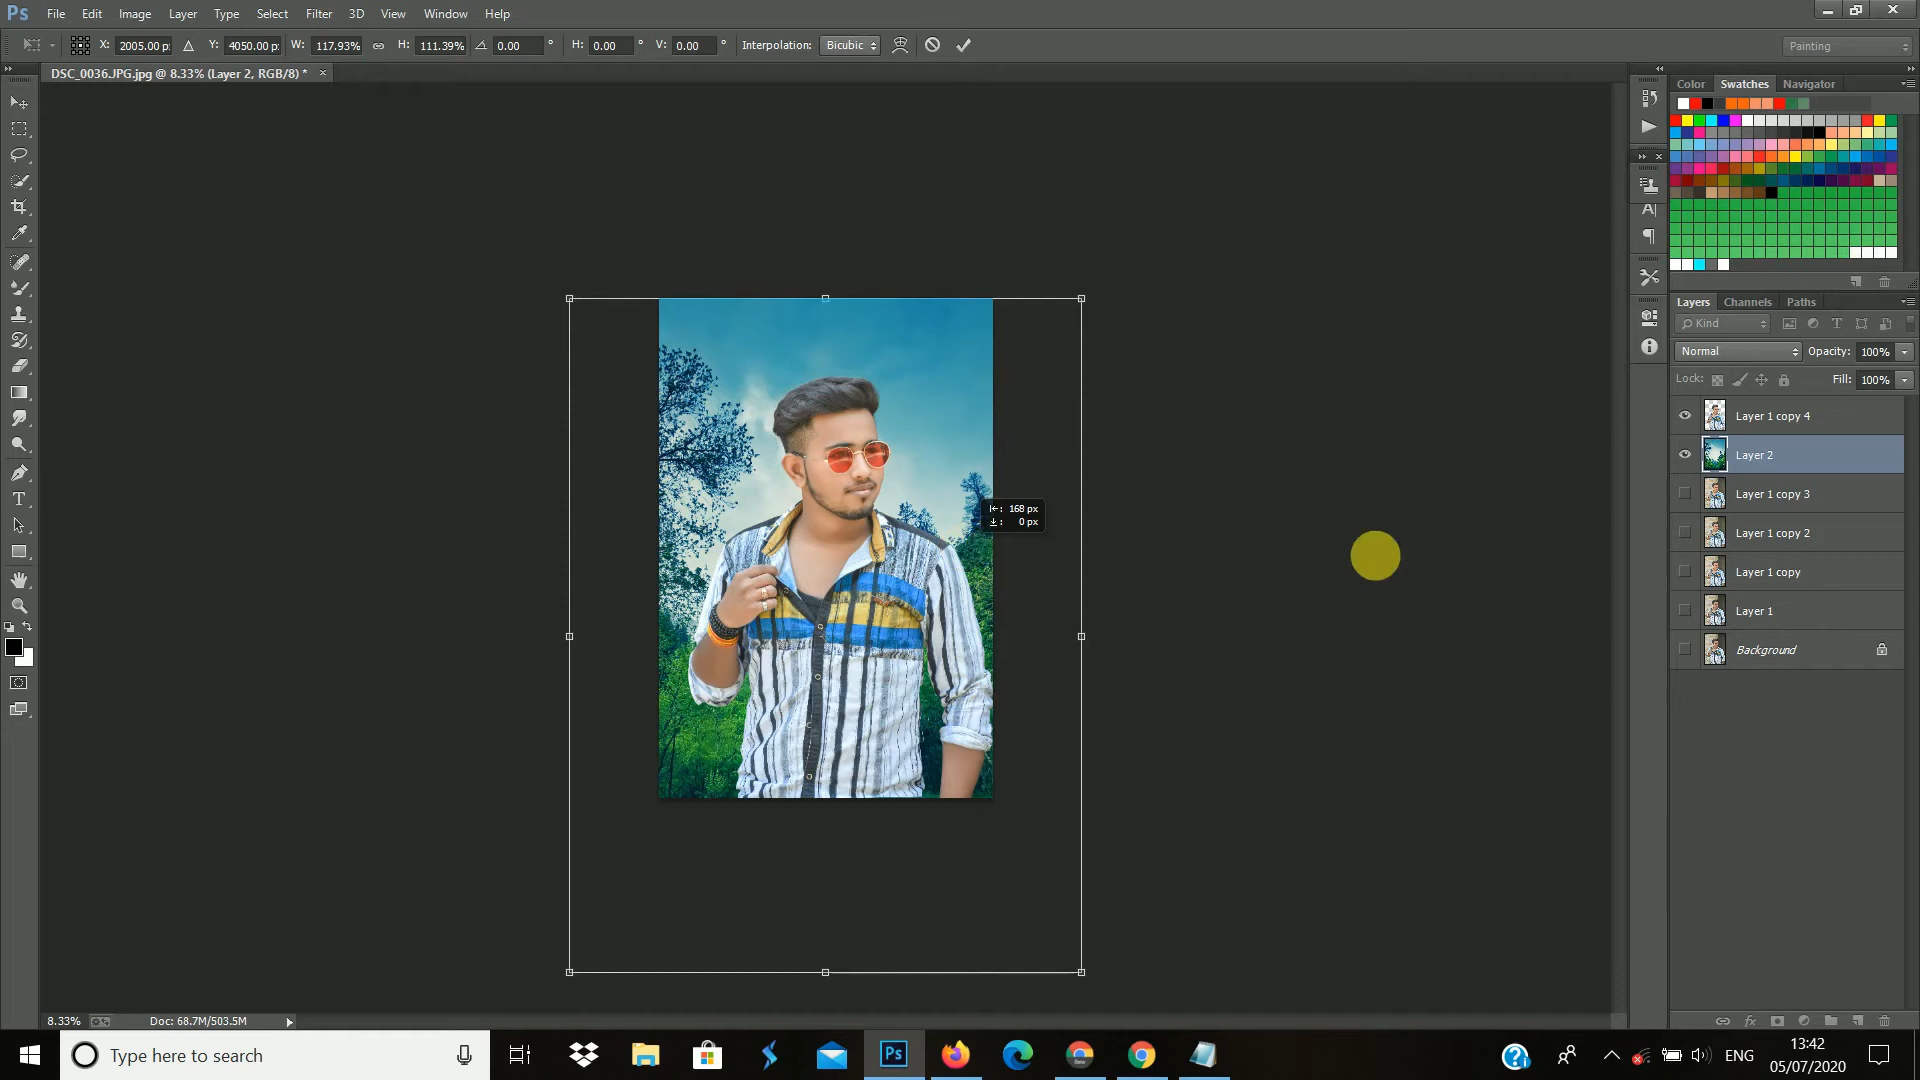 Ps File Edit Image Layer Type Select Filter 3D View Window Help
X: 2005.00 p: Y: 4050.00 p: W: 117.93% H: 111.39% 0.00 ° H: 0.00 ° V: 0.00 ° Interpolation: Bicubic Painting
DSC_0036.JPG.jpg @ 8.33% (Layer 2, RGB/8) * ×
Color Swatches Navigator
Layers Channels Paths
Kind
Normal Opacity: 100%
Lock: Fill: 100%
Layer 1 copy 4
Layer 2
Layer 1 copy 3
168 px
0 px
Layer 1 copy 2
Layer 1 copy
Layer 1
Background
8.33% Doc: 68.7M/503.5M
Type here to search
Ps
ENG
13:42
05/07/2020